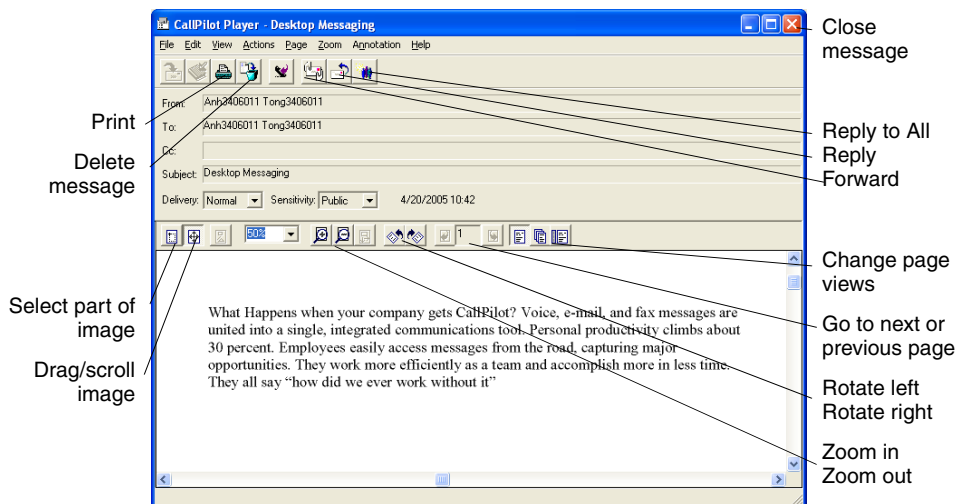 CallPilot Player - Desktop Messaging
File Edit View Actions Page Zoom Annotation Help
Close
message
From: Anh3406011 Tong3406011
To: Anh3406011 Tong3406011
Cc:
Subject: Desktop Messaging
Delivery: Normal Sensitivity: Public 4/20/2005 10:42
Print
Delete
message
Reply to All
Reply
Forward
50% 1
Select part of
image
Drag/scroll
image
What Happens when your company gets CallPilot? Voice, e-mail, and fax messages are
united into a single, integrated communications tool. Personal productivity climbs about
30 percent. Employees easily access messages from the road, capturing major
opportunities. They work more efficiently as a team and accomplish more in less time.
They all say “how did we ever work without it”
Change page
views
Go to next or
previous page
Rotate left
Rotate right
Zoom in
Zoom out